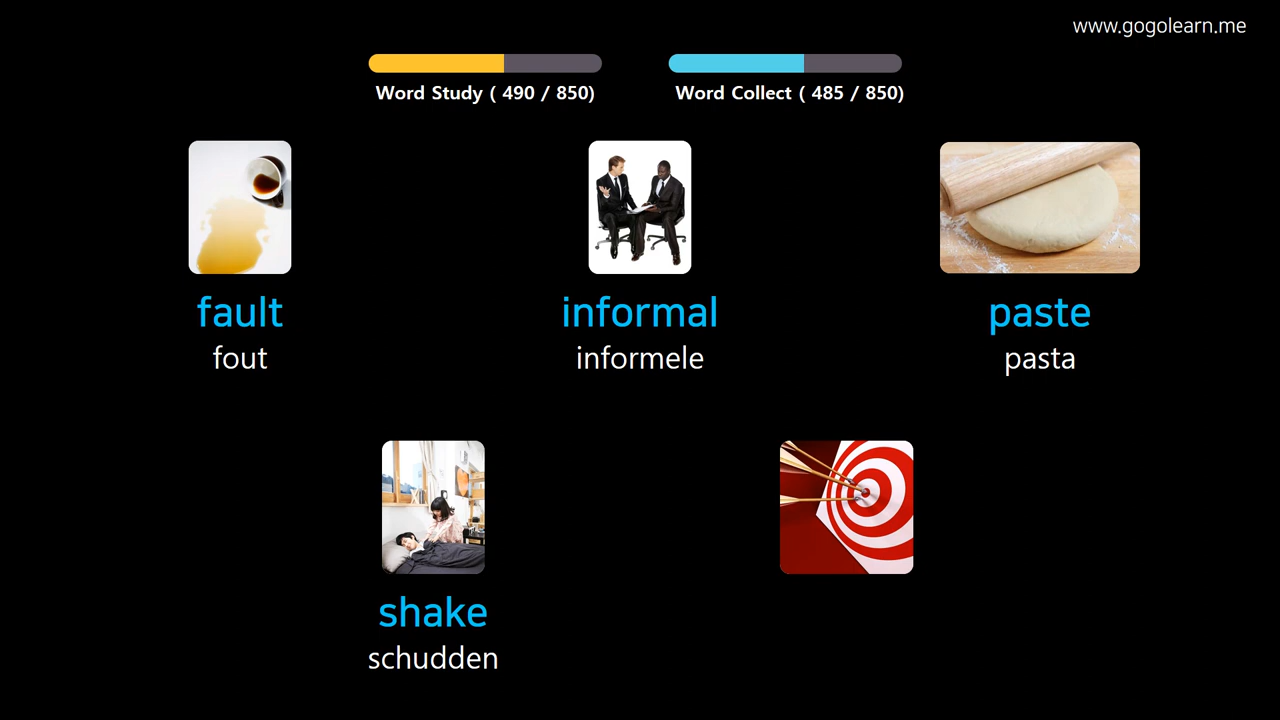 www.gogolearn.me
Word Study ( 490 / 850)
Word Collect ( 485 / 850)
fault
fout
informal
informele
paste
pasta
shake
schudden